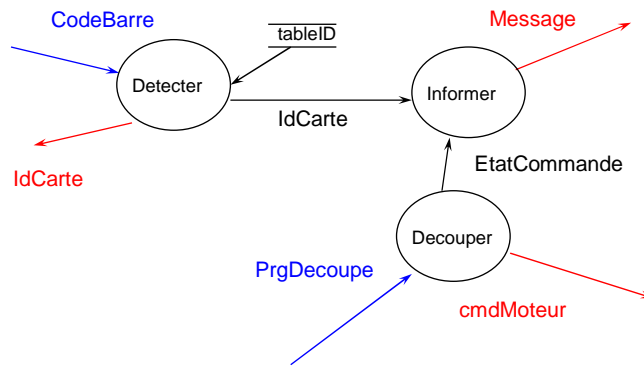 CodeBarre
tableID
Message
Detecter
Informer
IdCarte
IdCarte
EtatCommande
Decouper
PrgDecoupe
cmdMoteur